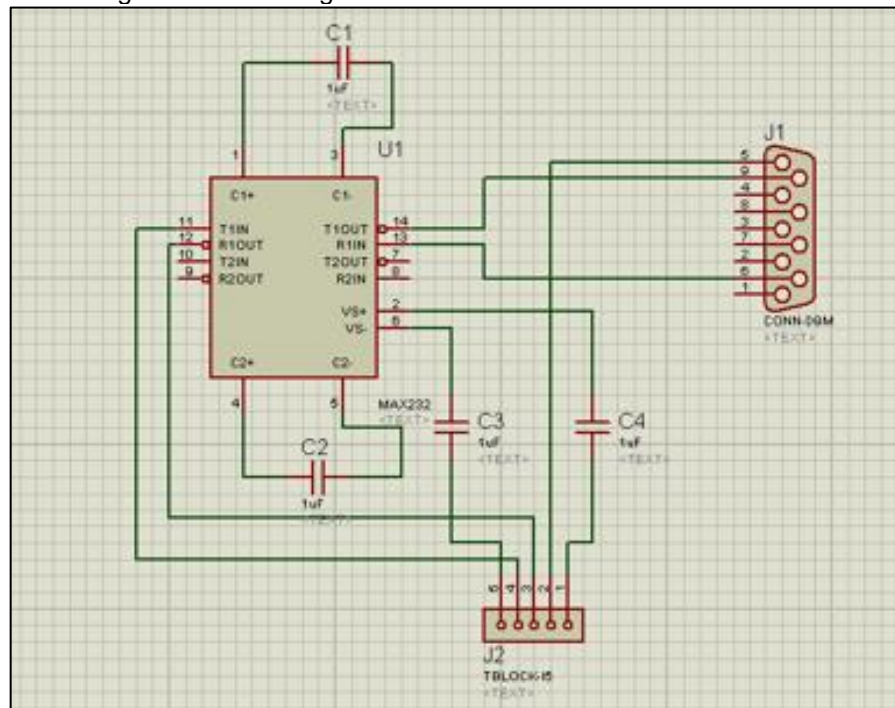 C1
1uF
<TEXT>
1
3
U1
C1+
C1-
11
T1IN
T1OUT
14
12
R1OUT
R1IN
13
10
T2IN
T2OUT
7
9
R2OUT
R2IN
8
VS+
2
VS-
6
C2+
C2-
4
5
MAX232
<TEXT>
C2
1uF
<TEXT>
C3
1uF
<TEXT>
C4
1uF
<TEXT>
J1
5
9
4
8
3
7
2
6
1
CONN-D9M
<TEXT>
5
4
3
2
1
J2
TBLOCK-I5
<TEXT>